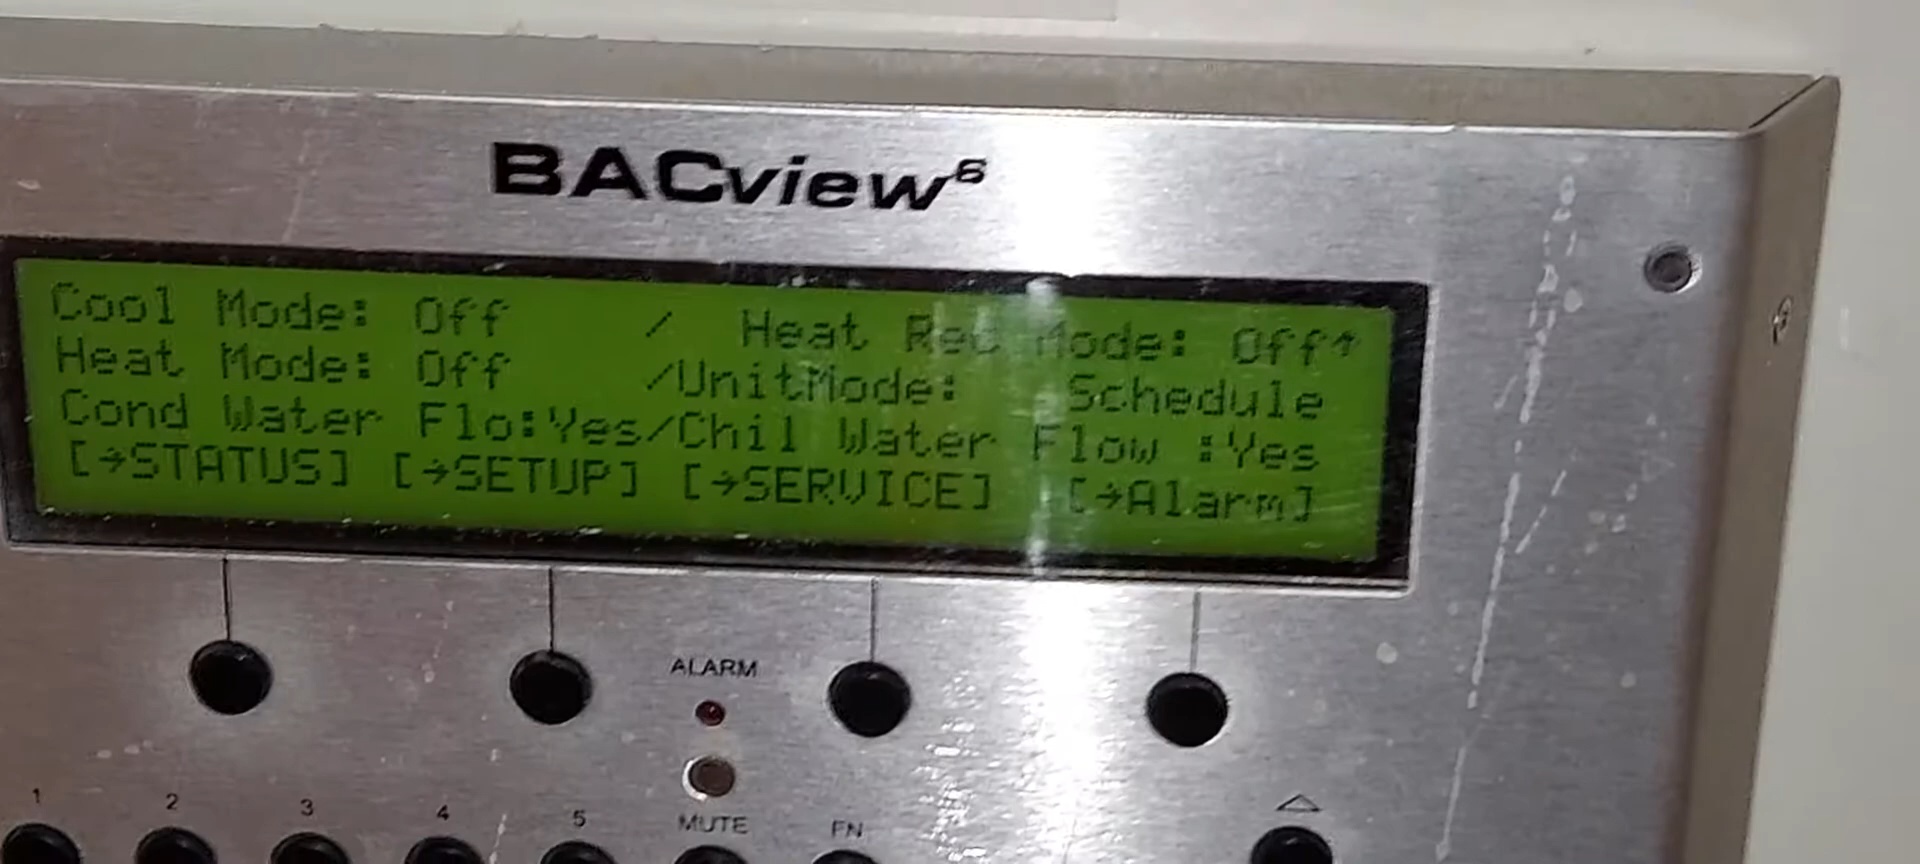 BACview⁶
Cool Mode: Off / Heat Rec Mode: Off↑
Heat Mode: Off /UnitMode: Schedule
Cond Water Flo:Yes/Chil Water Flow :Yes
[→STATUS] [→SETUP] [→SERVICE] [→Alarm]
ALARM
1 2 3 4 5 MUTE FN